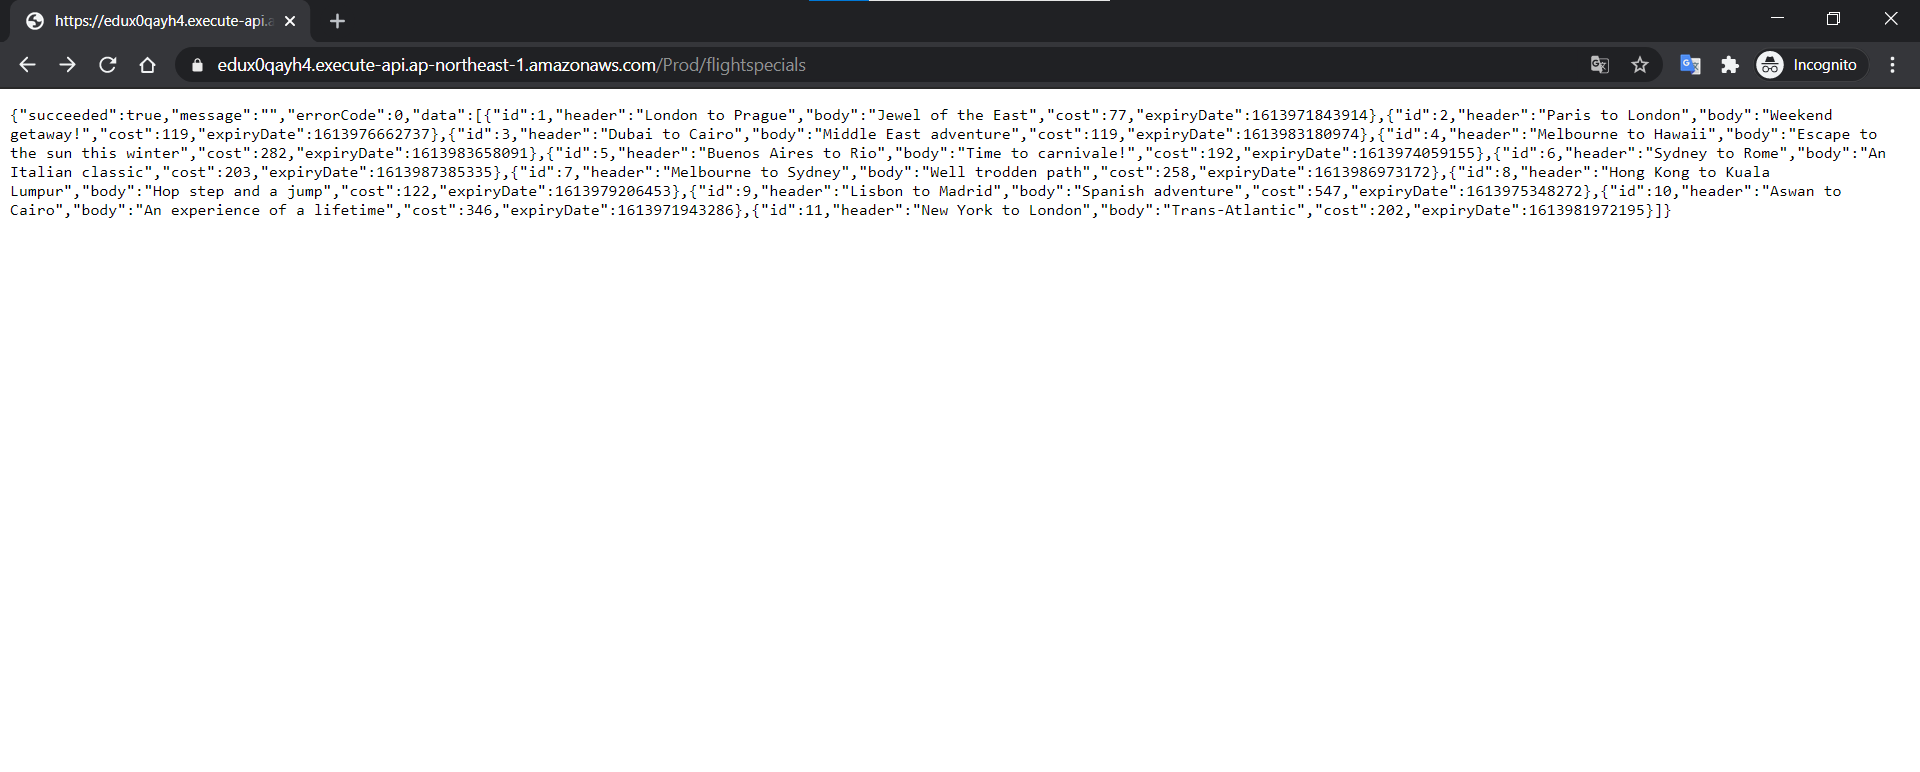 https://edux0qayh4.execute-api.a
edux0qayh4.execute-api.ap-northeast-1.amazonaws.com/Prod/flightspecials
Incognito
{"succeeded":true,"message":"","errorCode":0,"data":[{"id":1,"header":"London to Prague","body":"Jewel of the East","cost":77,"expiryDate":1613971843914},{"id":2,"header":"Paris to London","body":"Weekend
getaway!","cost":119,"expiryDate":1613976662737},{"id":3,"header":"Dubai to Cairo","body":"Middle East adventure","cost":119,"expiryDate":1613983180974},{"id":4,"header":"Melbourne to Hawaii","body":"Escape to
the sun this winter","cost":282,"expiryDate":1613983658091},{"id":5,"header":"Buenos Aires to Rio","body":"Time to carnivale!","cost":192,"expiryDate":1613974059155},{"id":6,"header":"Sydney to Rome","body":"An
Italian classic","cost":203,"expiryDate":1613987385335},{"id":7,"header":"Melbourne to Sydney","body":"Well trodden path","cost":258,"expiryDate":1613986973172},{"id":8,"header":"Hong Kong to Kuala
Lumpur","body":"Hop step and a jump","cost":122,"expiryDate":1613979206453},{"id":9,"header":"Lisbon to Madrid","body":"Spanish adventure","cost":547,"expiryDate":1613975348272},{"id":10,"header":"Aswan to
Cairo","body":"An experience of a lifetime","cost":346,"expiryDate":1613971943286},{"id":11,"header":"New York to London","body":"Trans-Atlantic","cost":202,"expiryDate":1613981972195}]}